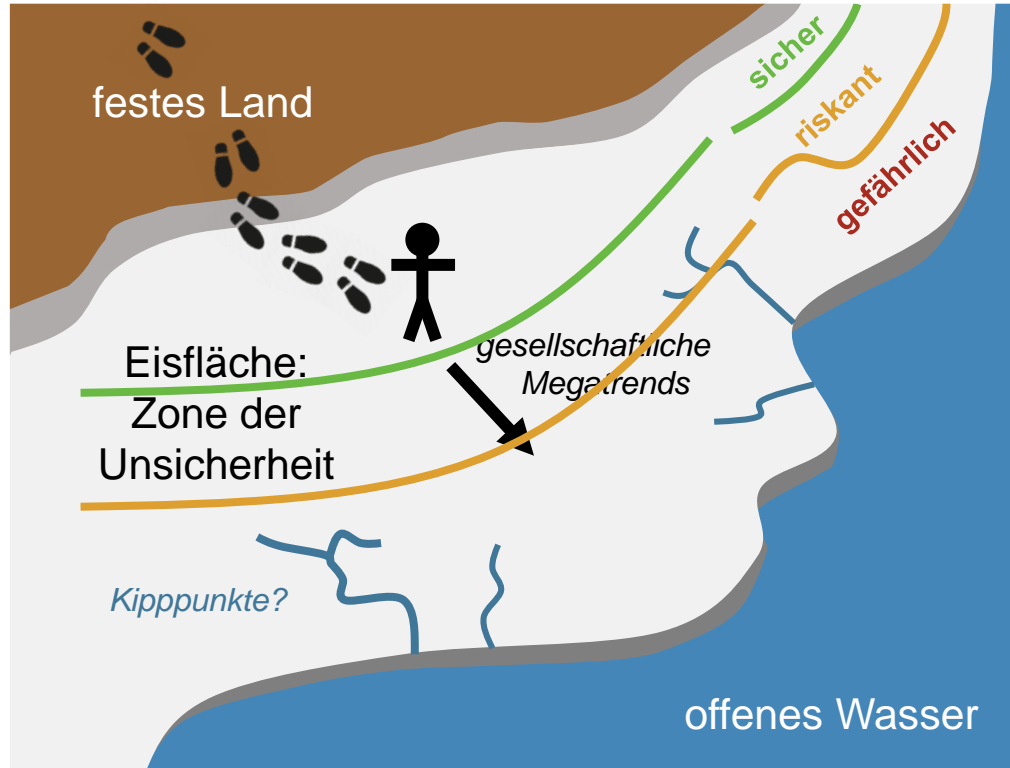 sicher
festes Land
riskant
gefährlich
gesellschaftliche
Megatrends
Eisfläche:
Zone der
Unsicherheit
Kipppunkte?
offenes Wasser